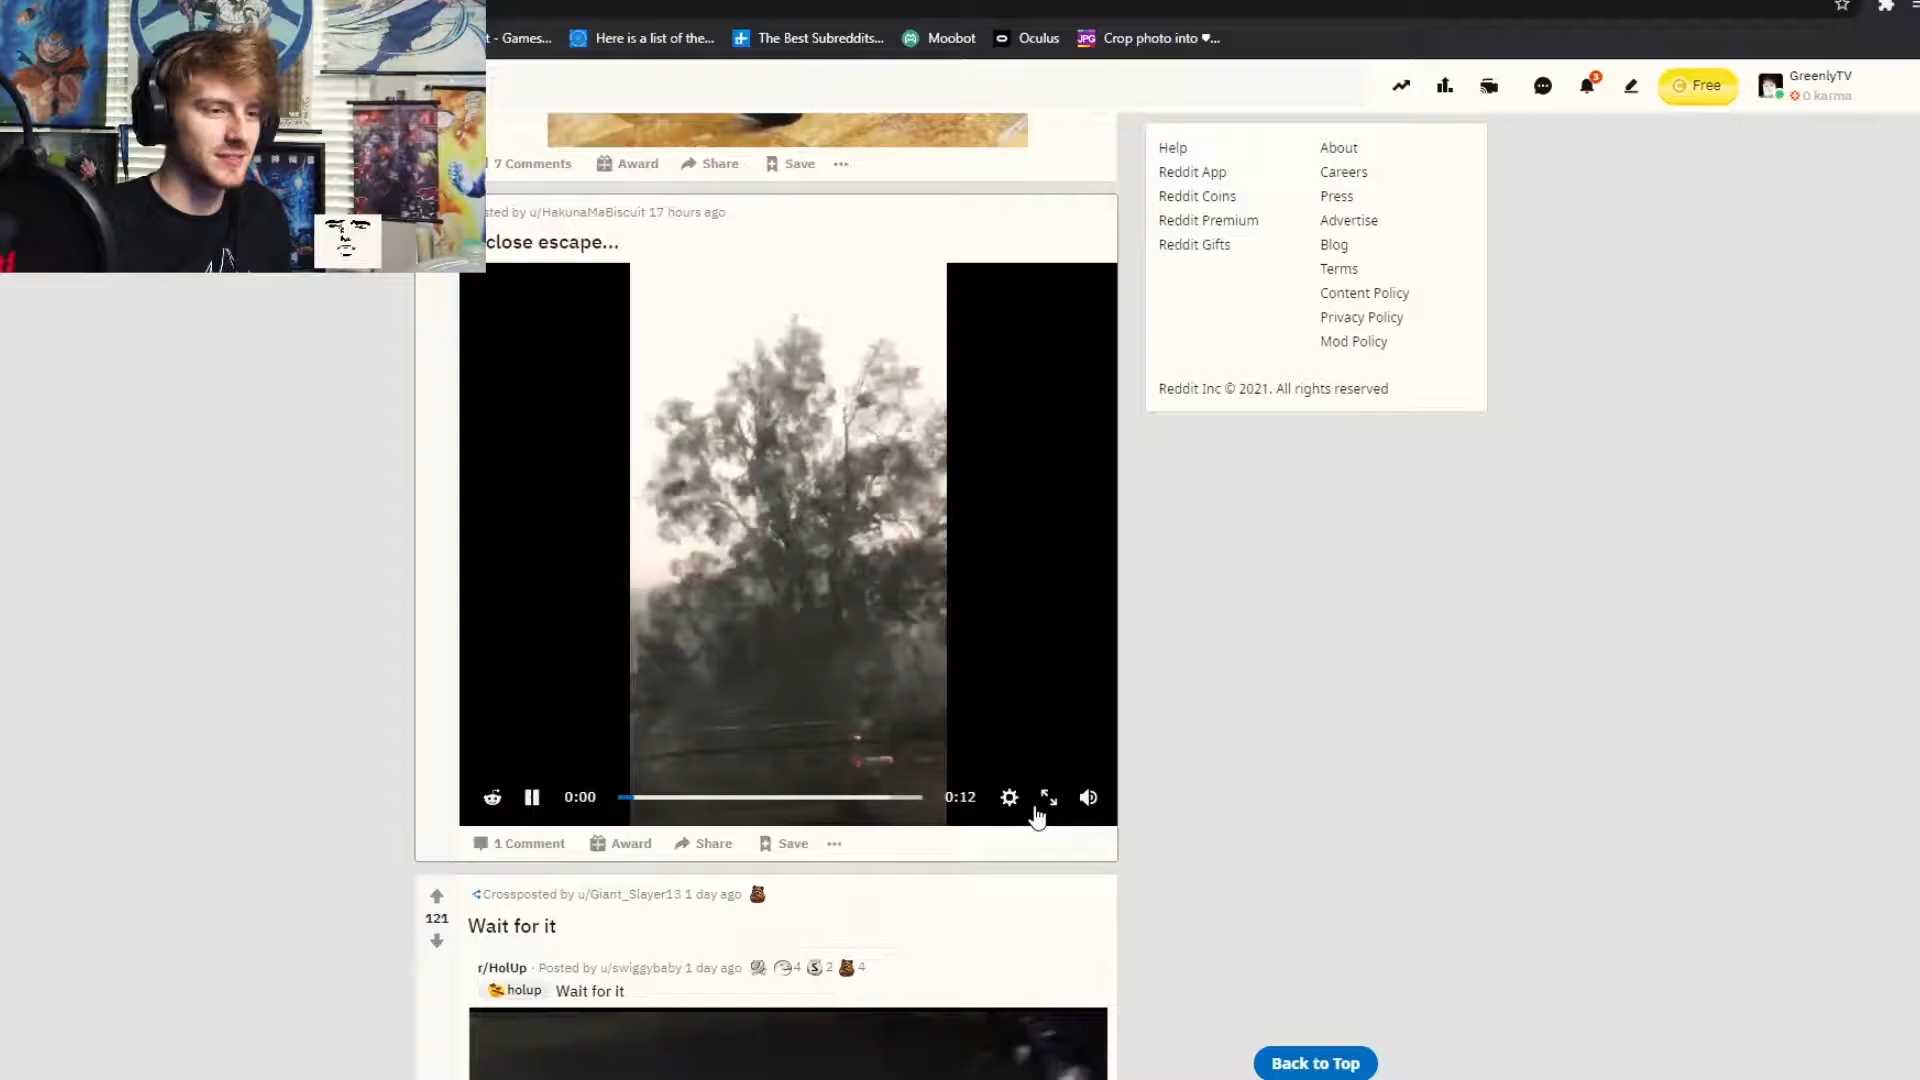 t - Games...
Here is a list of the...
The Best Subreddits...
Moobot
Oculus
JPG
Crop photo into ♥...
3
Free
GreenlyTV
0 karma
7 Comments
Award
Share
Save
sted by u/HakunaMaBiscuit 17 hours ago
close escape...
0:00
0:12
1 Comment
Award
Share
Save
Help
Reddit App
Reddit Coins
Reddit Premium
Reddit Gifts
About
Careers
Press
Advertise
Blog
Terms
Content Policy
Privacy Policy
Mod Policy
Reddit Inc © 2021. All rights reserved
121
Crossposted by u/Giant_Slayer13 1 day ago
Wait for it
r/HolUp · Posted by u/swiggybaby 1 day ago 4 S 2 4
holup Wait for it
Back to Top